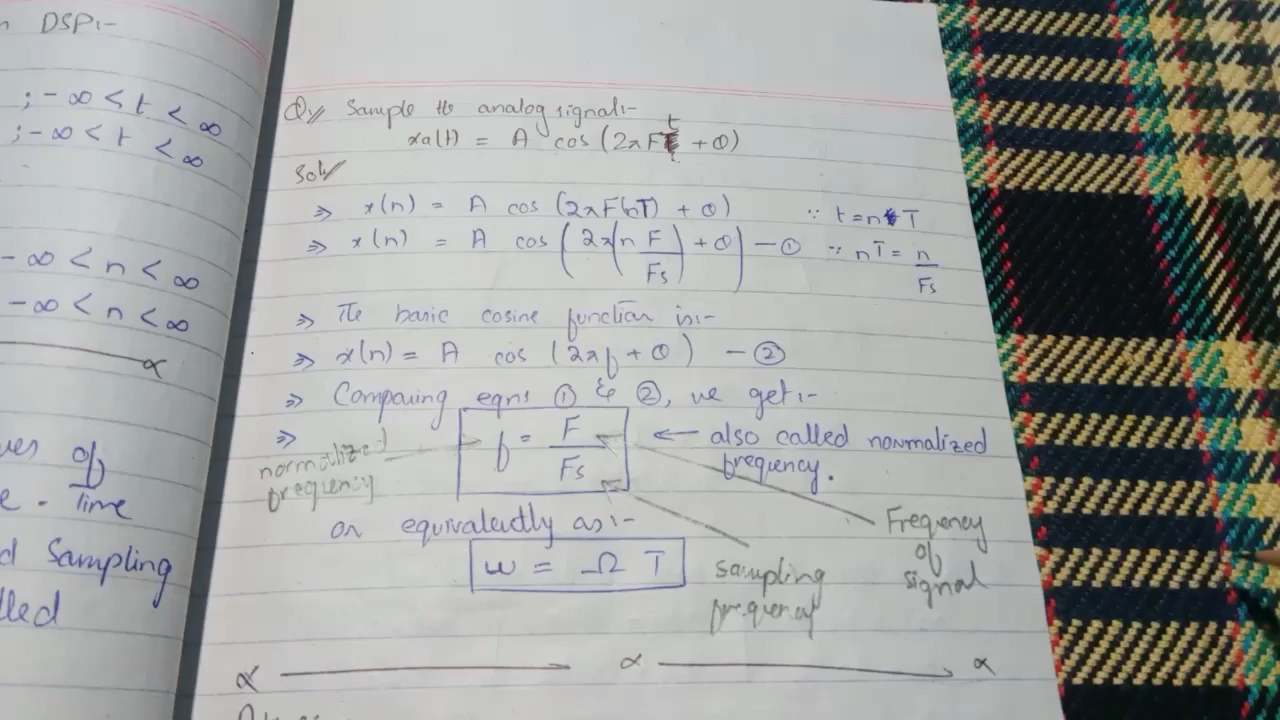 DSP:-
; -∞ < t < ∞
; -∞ < t < ∞
-∞ < n < ∞
-∞ < n < ∞
∝
of
Time
Sampling
Q// Sample the analog signal:-
xa(t) = A cos (2πFt + θ)
Sol//
⇒ x(n) = A cos (2πF(nT) + θ) ∵ t = nT
⇒ x(n) = A cos (2π(n F/Fs) + θ) — ① ∵ nT = n/Fs
⇒ The basic cosine function is:-
⇒ x(n) = A cos (2πf + θ) — ②
⇒ Comparing eqns ① & ②, we get:-
⇒ f = F/Fs ← also called normalized
frequency.
normalized
frequency
or equivalently as:-
ω = Ω T
sampling
frequency
Frequency
of
signal
∝ ∝ ∝